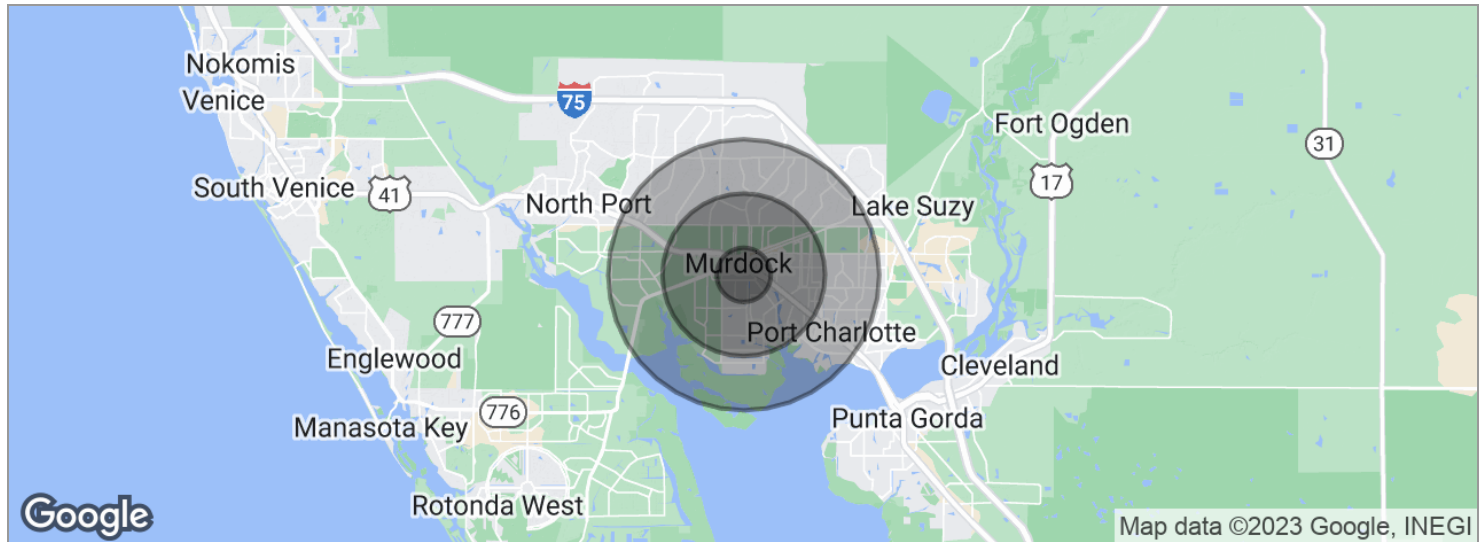 Nokomis
Venice
75
Fort Ogden
31
South Venice
41
17
North Port
Lake Suzy
Murdock
777
Port Charlotte
Englewood
Cleveland
776
Manasota Key
Punta Gorda
Rotonda West
Google
Map data ©2023 Google, INEGI